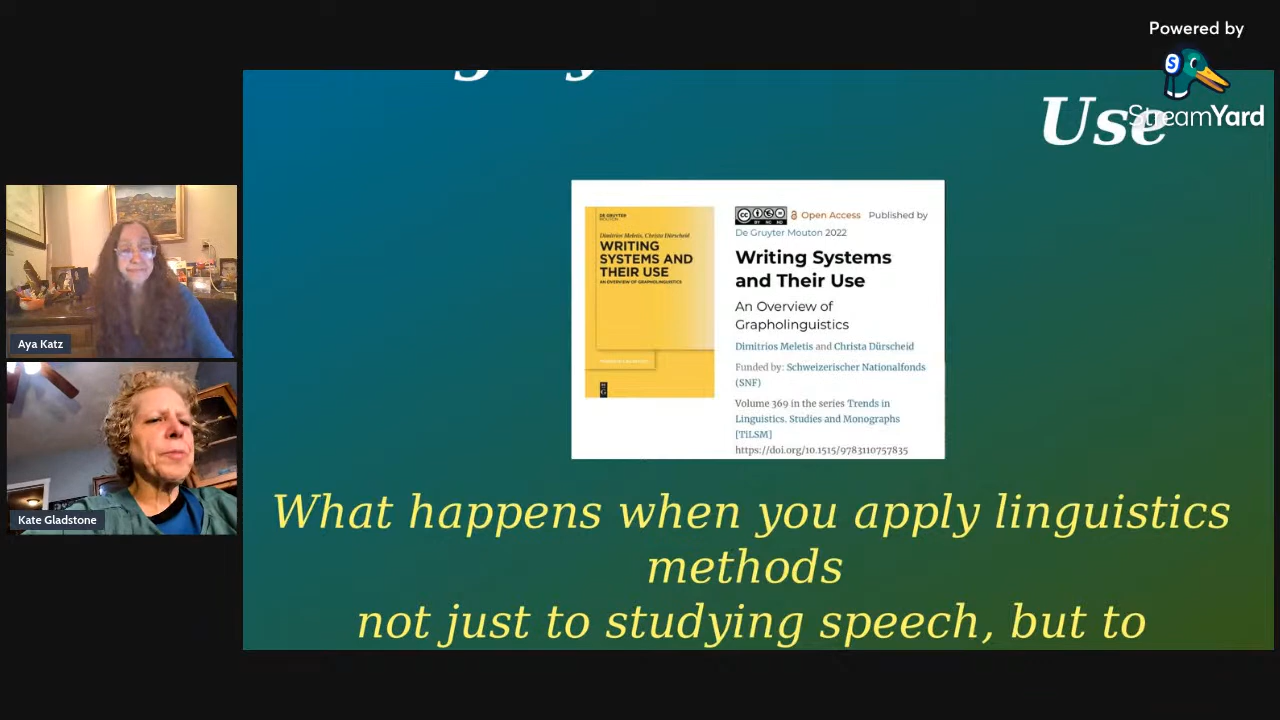 Powered by
StreamYard
Use
DE GRUYTER
MOUTON
Dimitrios Meletis, Christa Dürscheid
WRITING
SYSTEMS AND
THEIR USE
AN OVERVIEW OF GRAPHOLINGUISTICS
Open Access Published by
De Gruyter Mouton 2022
Writing Systems
and Their Use
An Overview of
Grapholinguistics
Dimitrios Meletis and Christa Dürscheid
Funded by: Schweizerischer Nationalfonds
(SNF)
Volume 369 in the series Trends in
Linguistics. Studies and Monographs
[TiLSM]
https://doi.org/10.1515/9783110757835
Aya Katz
Kate Gladstone
What happens when you apply linguistics
methods
not just to studying speech, but to